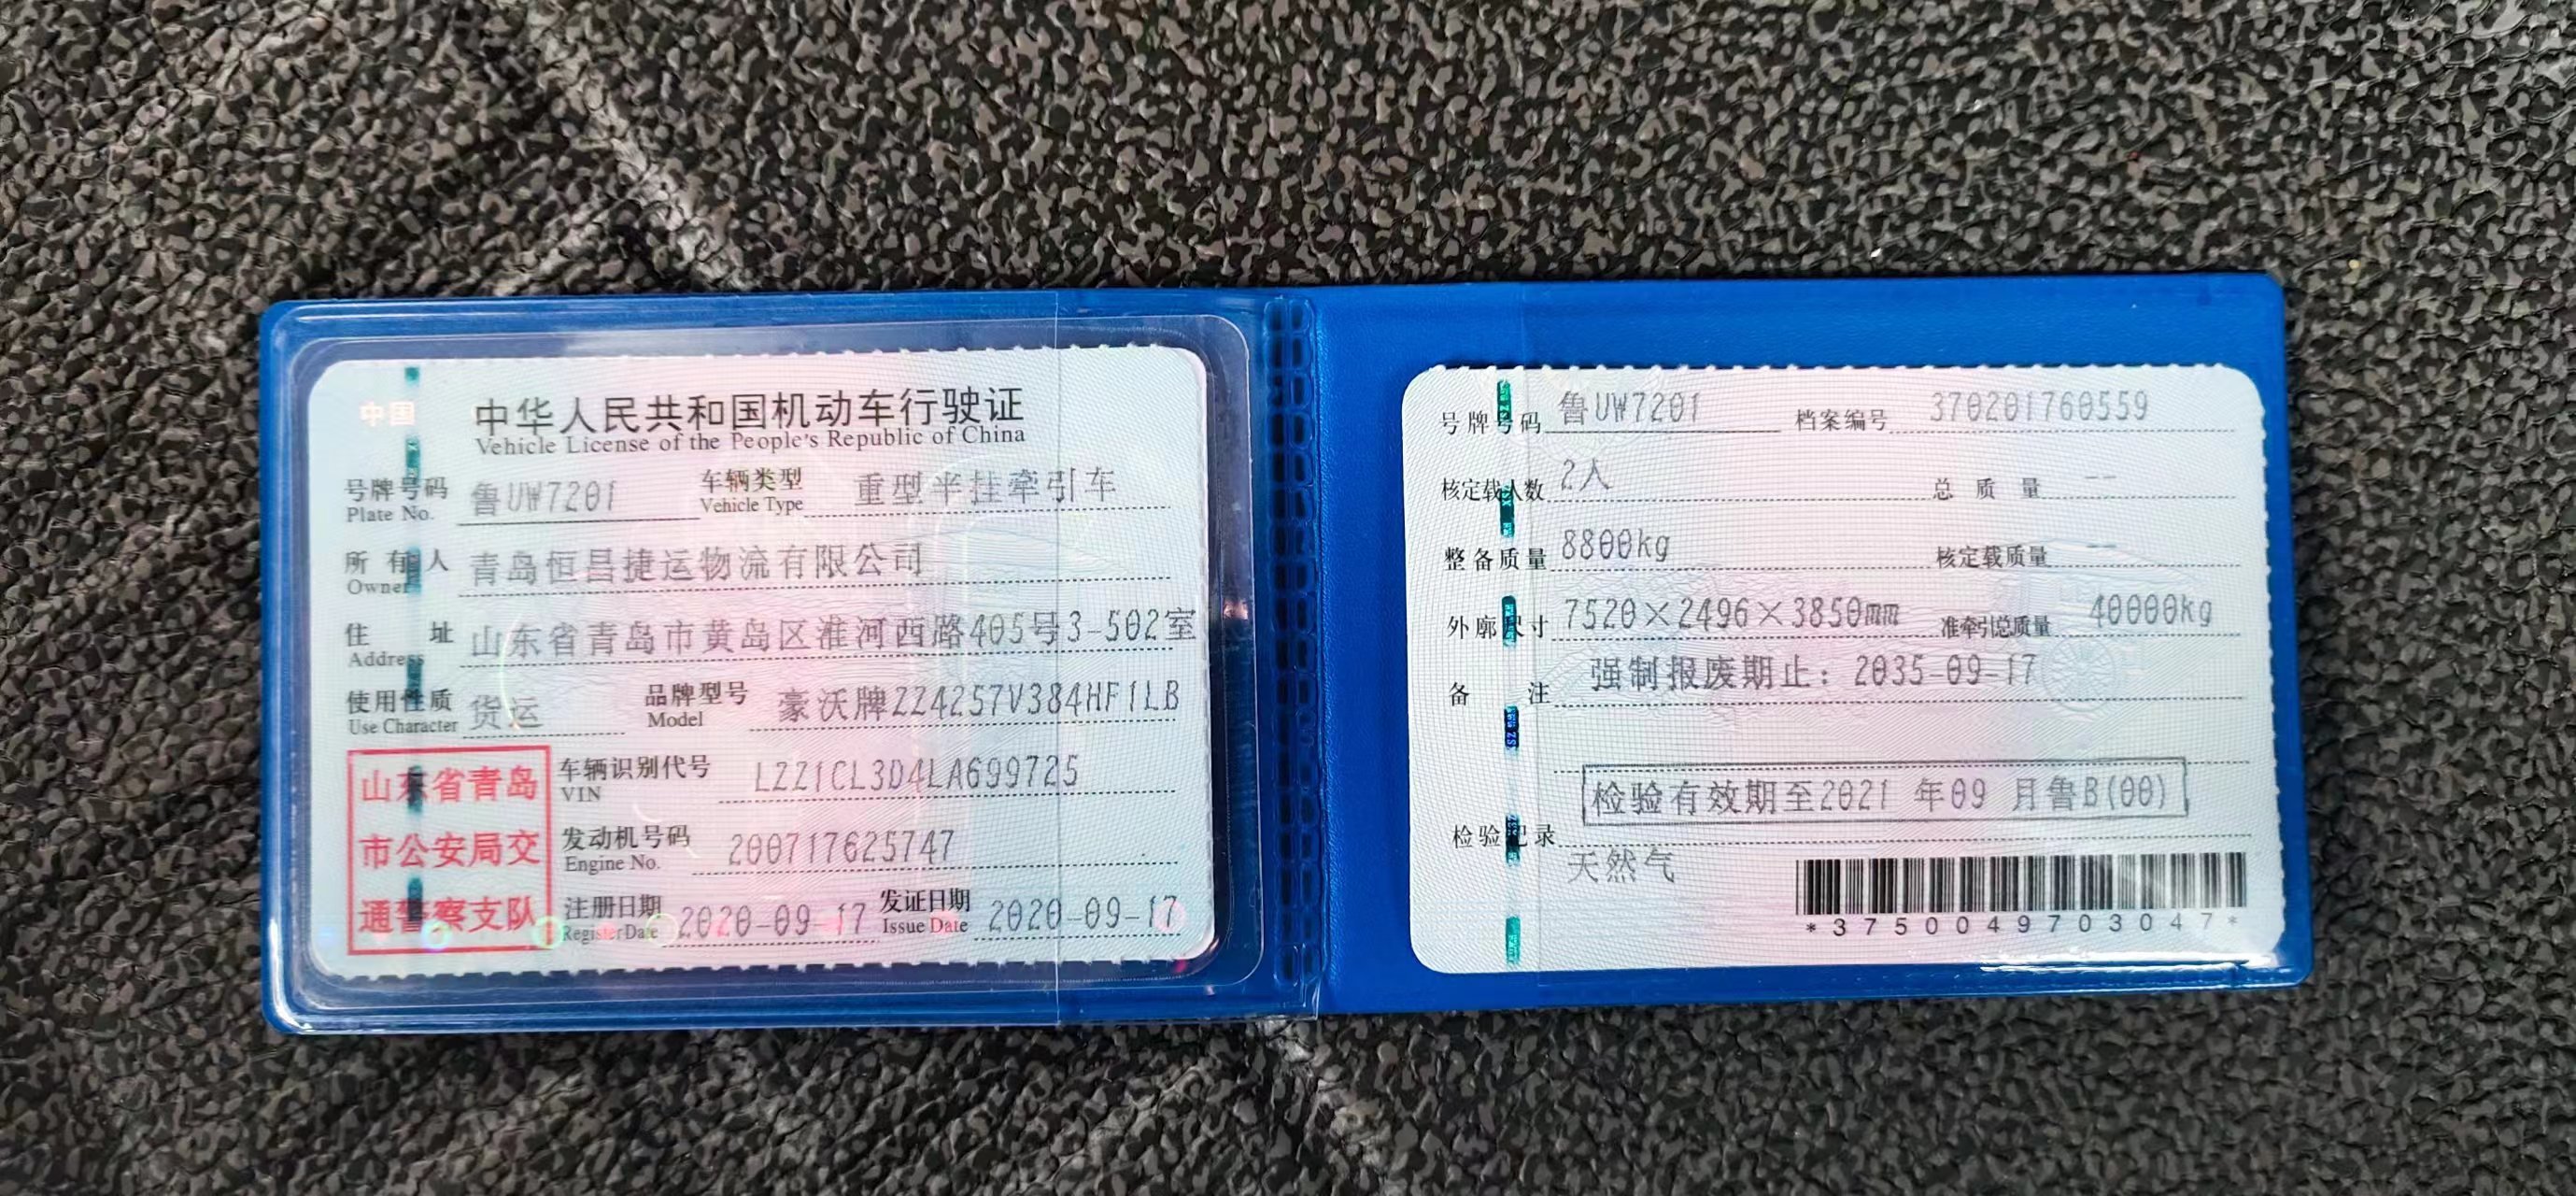 中国
中华人民共和国机动车行驶证
Vehicle License of the People's Republic of China
号牌号码 鲁UW7201 车辆类型 重型半挂牵引车
Plate No. Vehicle Type
所有人 青岛恒昌捷运物流有限公司
Owner
住址 山东省青岛市黄岛区淮河西路405号3-502室
Address
使用性质 货运 品牌型号 豪沃牌ZZ4257V384HF1LB
Use Character Model
山东省青岛
市公安局交
通警察支队
车辆识别代号 LZZ1CL3D4LA699725
VIN
发动机号码 200717625747
Engine No.
注册日期 2020-09-17 发证日期 2020-09-17
Register Date Issue Date
号牌号码 鲁UW7201 档案编号 370201760559
核定载人数 2人 总质量 --
整备质量 8800kg 核定载质量 --
外廓尺寸 7520×2496×3850mm 准牵引总质量 40000kg
备注 强制报废期止：2035-09-17
检验有效期至2021 年09 月鲁B(00)
检验记录
天然气
*3750049703047*